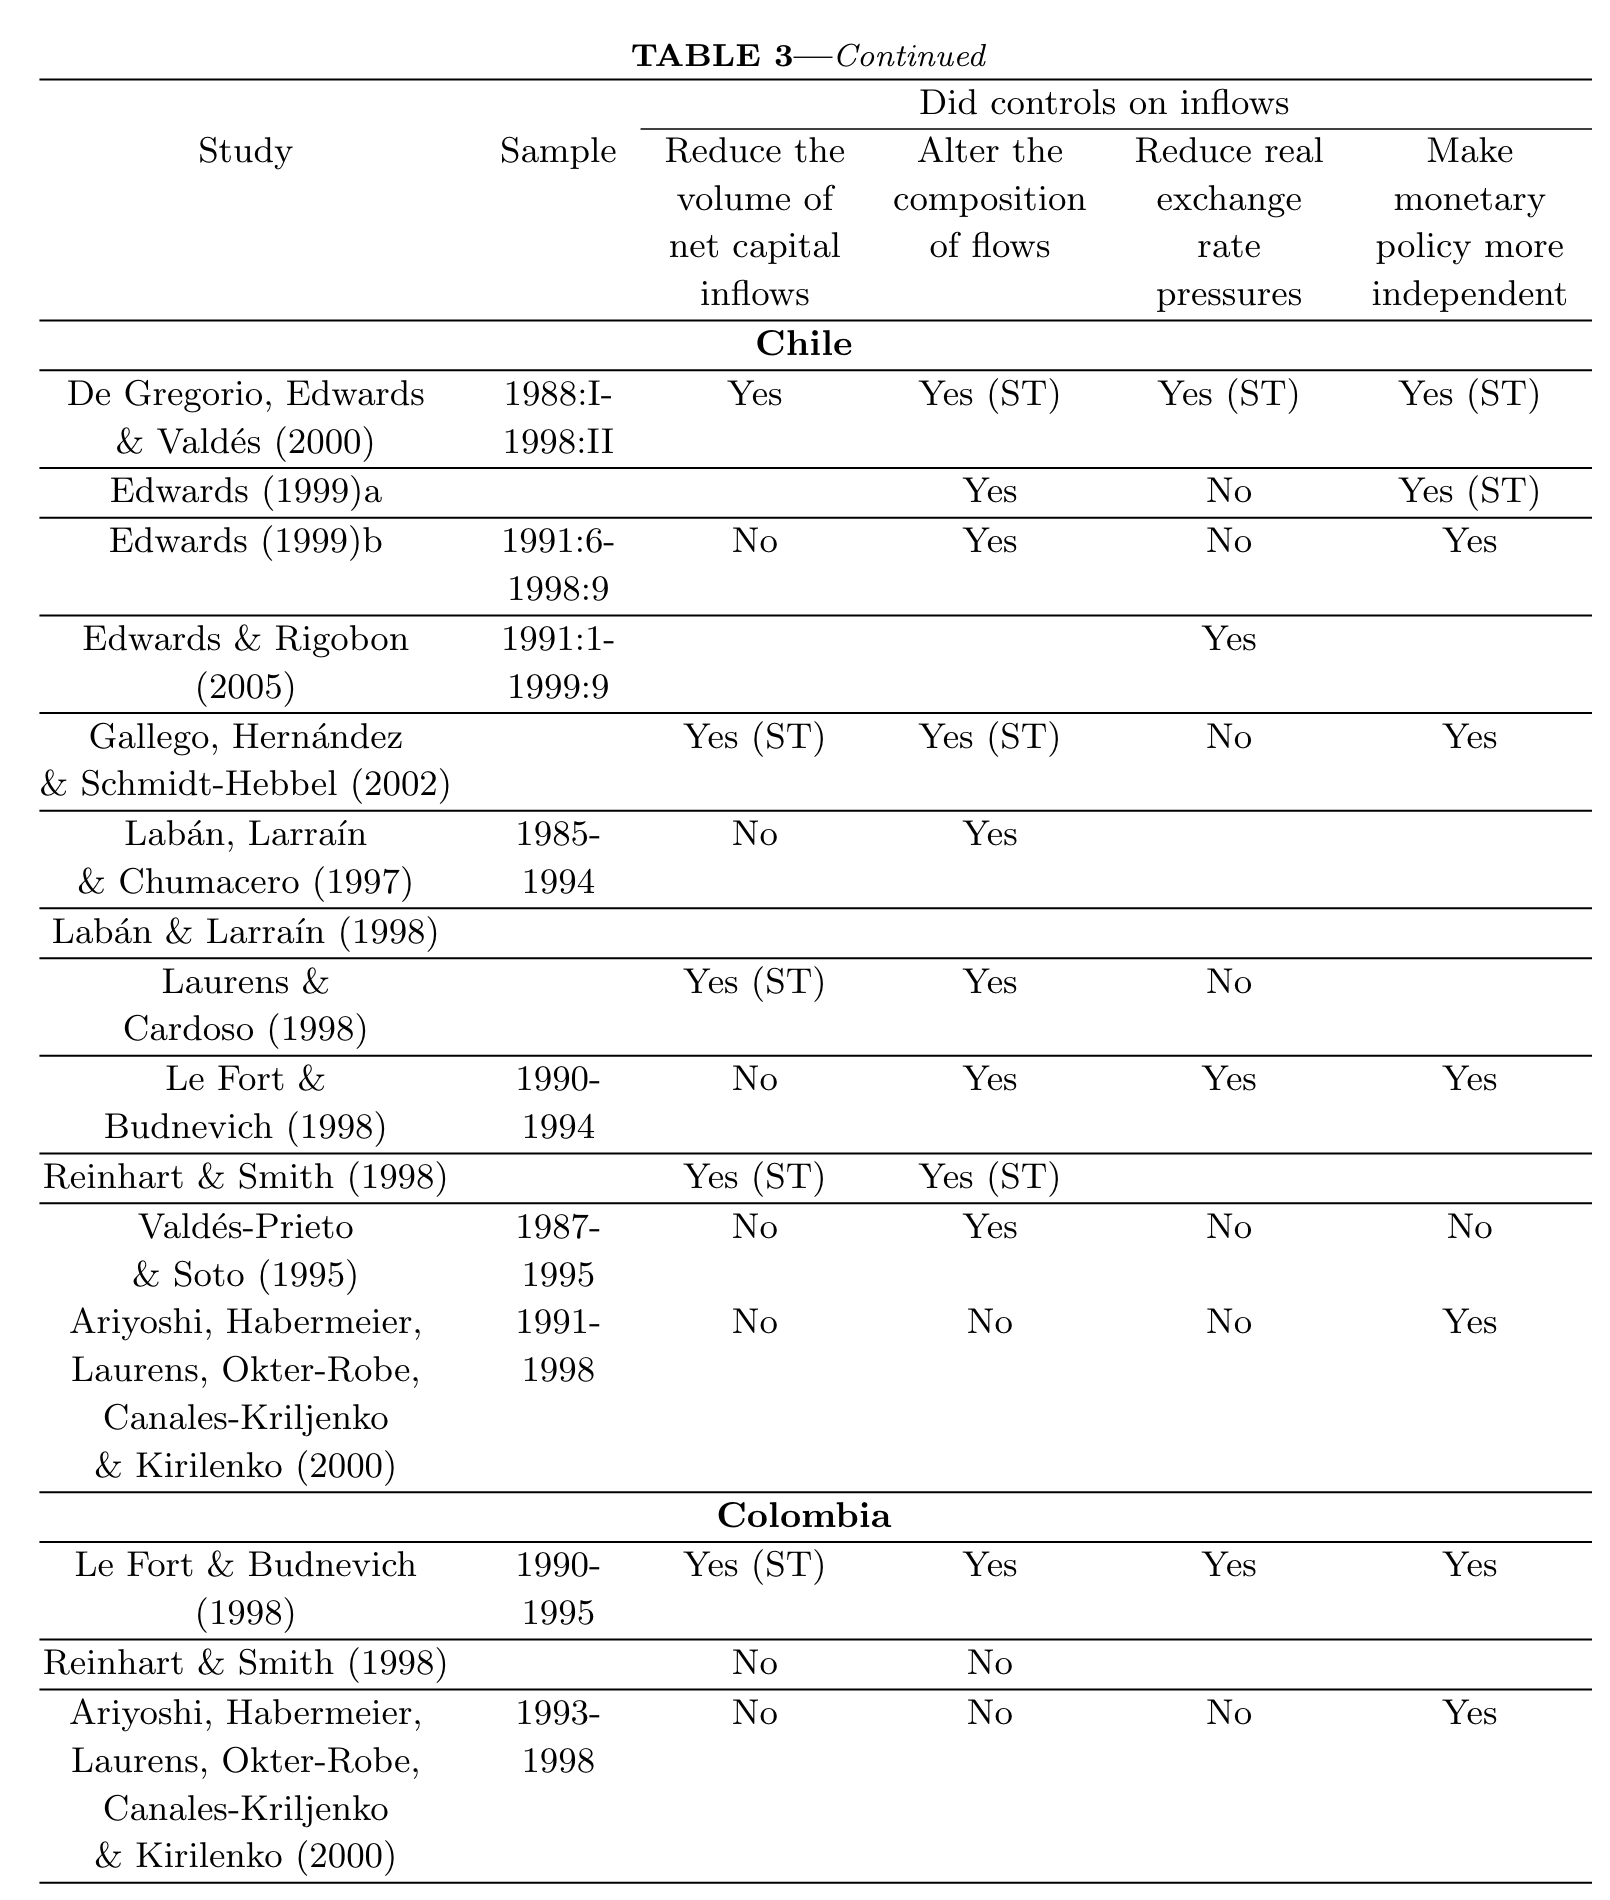 TABLE 3—Continued
Did controls on inflows
Study Sample Reduce the Alter the Reduce real Make
volume of composition exchange monetary
net capital of flows rate policy more
inflows pressures independent
Chile
De Gregorio, Edwards 1988:I- Yes Yes (ST) Yes (ST) Yes (ST)
& Valdés (2000) 1998:II
Edwards (1999)a Yes No Yes (ST)
Edwards (1999)b 1991:6- No Yes No Yes
1998:9
Edwards & Rigobon 1991:1- Yes
(2005) 1999:9
Gallego, Hernández Yes (ST) Yes (ST) No Yes
& Schmidt-Hebbel (2002)
Labán, Larraín 1985- No Yes
& Chumacero (1997) 1994
Labán & Larraín (1998)
Laurens & Yes (ST) Yes No
Cardoso (1998)
Le Fort & 1990- No Yes Yes Yes
Budnevich (1998) 1994
Reinhart & Smith (1998) Yes (ST) Yes (ST)
Valdés-Prieto 1987- No Yes No No
& Soto (1995) 1995
Ariyoshi, Habermeier, 1991- No No No Yes
Laurens, Okter-Robe, 1998
Canales-Kriljenko
& Kirilenko (2000)
Colombia
Le Fort & Budnevich 1990- Yes (ST) Yes Yes Yes
(1998) 1995
Reinhart & Smith (1998) No No
Ariyoshi, Habermeier, 1993- No No No Yes
Laurens, Okter-Robe, 1998
Canales-Kriljenko
& Kirilenko (2000)